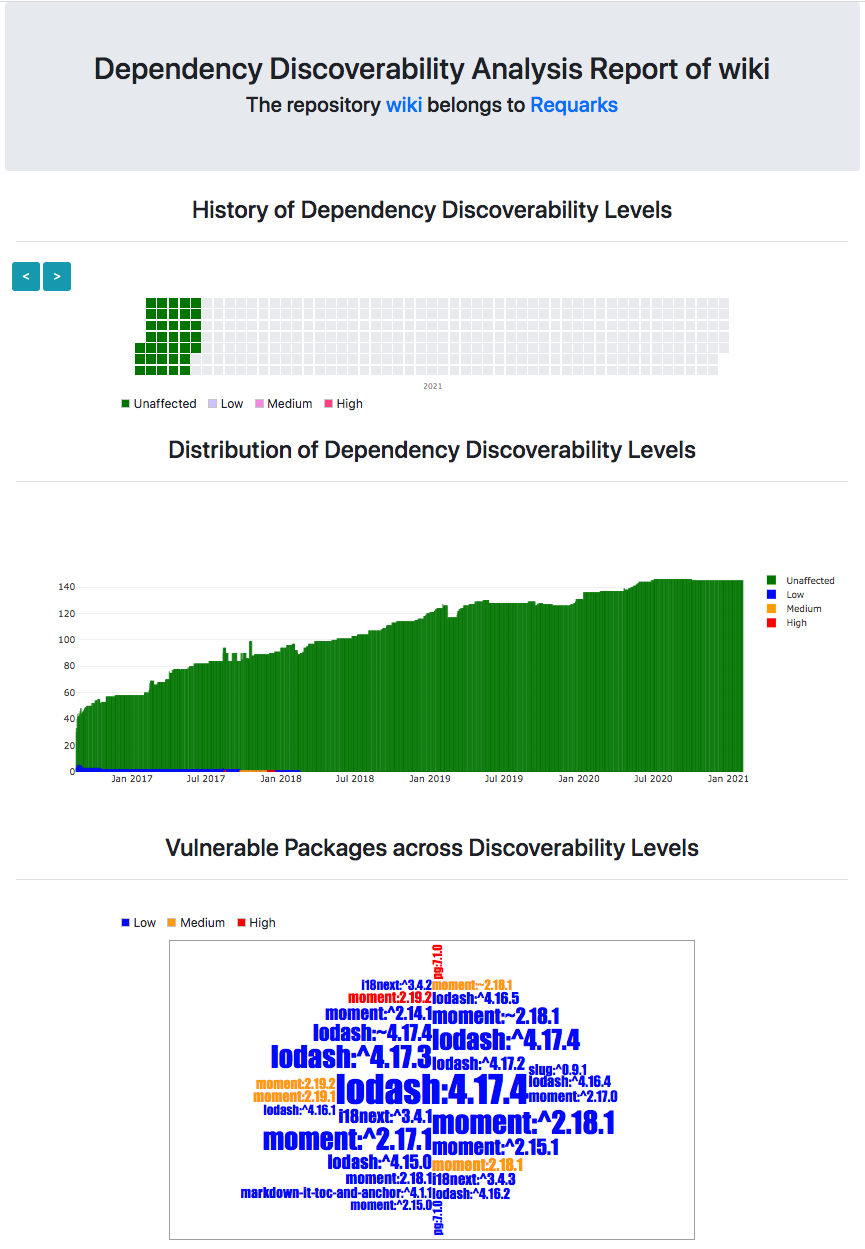 Dependency Discoverability Analysis Report of wiki
The repository wiki belongs to Requarks
History of Dependency Discoverability Levels
< >
2021
Unaffected Low Medium High
Distribution of Dependency Discoverability Levels
140
120
100
80
60
40
20
0
Jan 2017 Jul 2017 Jan 2018 Jul 2018 Jan 2019 Jul 2019 Jan 2020 Jul 2020 Jan 2021
Unaffected
Low
Medium
High
Vulnerable Packages across Discoverability Levels
Low Medium High
pg:7.1.0
i18next:^3.4.2 moment:~2.18.1
moment:2.19.2 lodash:^4.16.5
moment:^2.14.1 moment:~2.18.1
lodash:~4.17.4 lodash:^4.17.4
lodash:^4.17.3 lodash:^4.17.2 slug:^0.9.1
moment:2.19.2 lodash:4.17.4 lodash:^4.16.4
moment:2.19.1 moment:^2.17.0
lodash:^4.16.1 i18next:^3.4.1 moment:^2.18.1
moment:^2.17.1 moment:^2.15.1
lodash:^4.15.0 moment:2.18.1
moment:2.18.1 i18next:^3.4.3
markdown-it-toc-and-anchor:^4.1.1 lodash:^4.16.2
moment:^2.15.0 pg:7.1.0